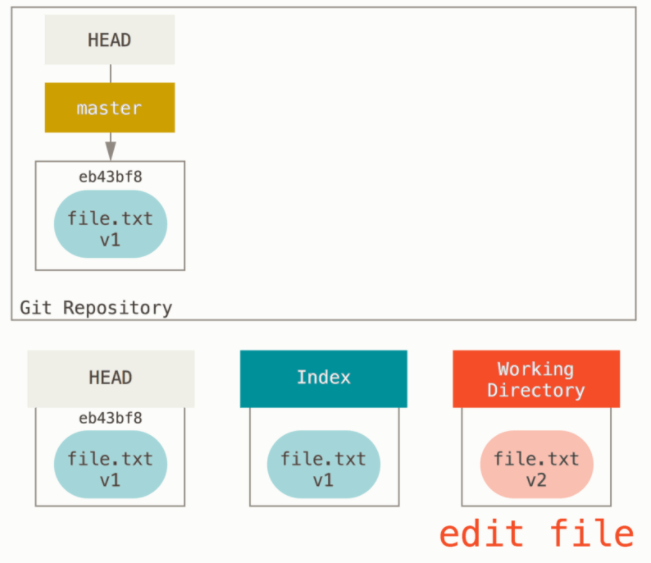 HEAD
master
eb43bf8
file.txt
v1
Git Repository
HEAD
eb43bf8
file.txt
v1
Index
file.txt
v1
Working
Directory
file.txt
v2
edit file